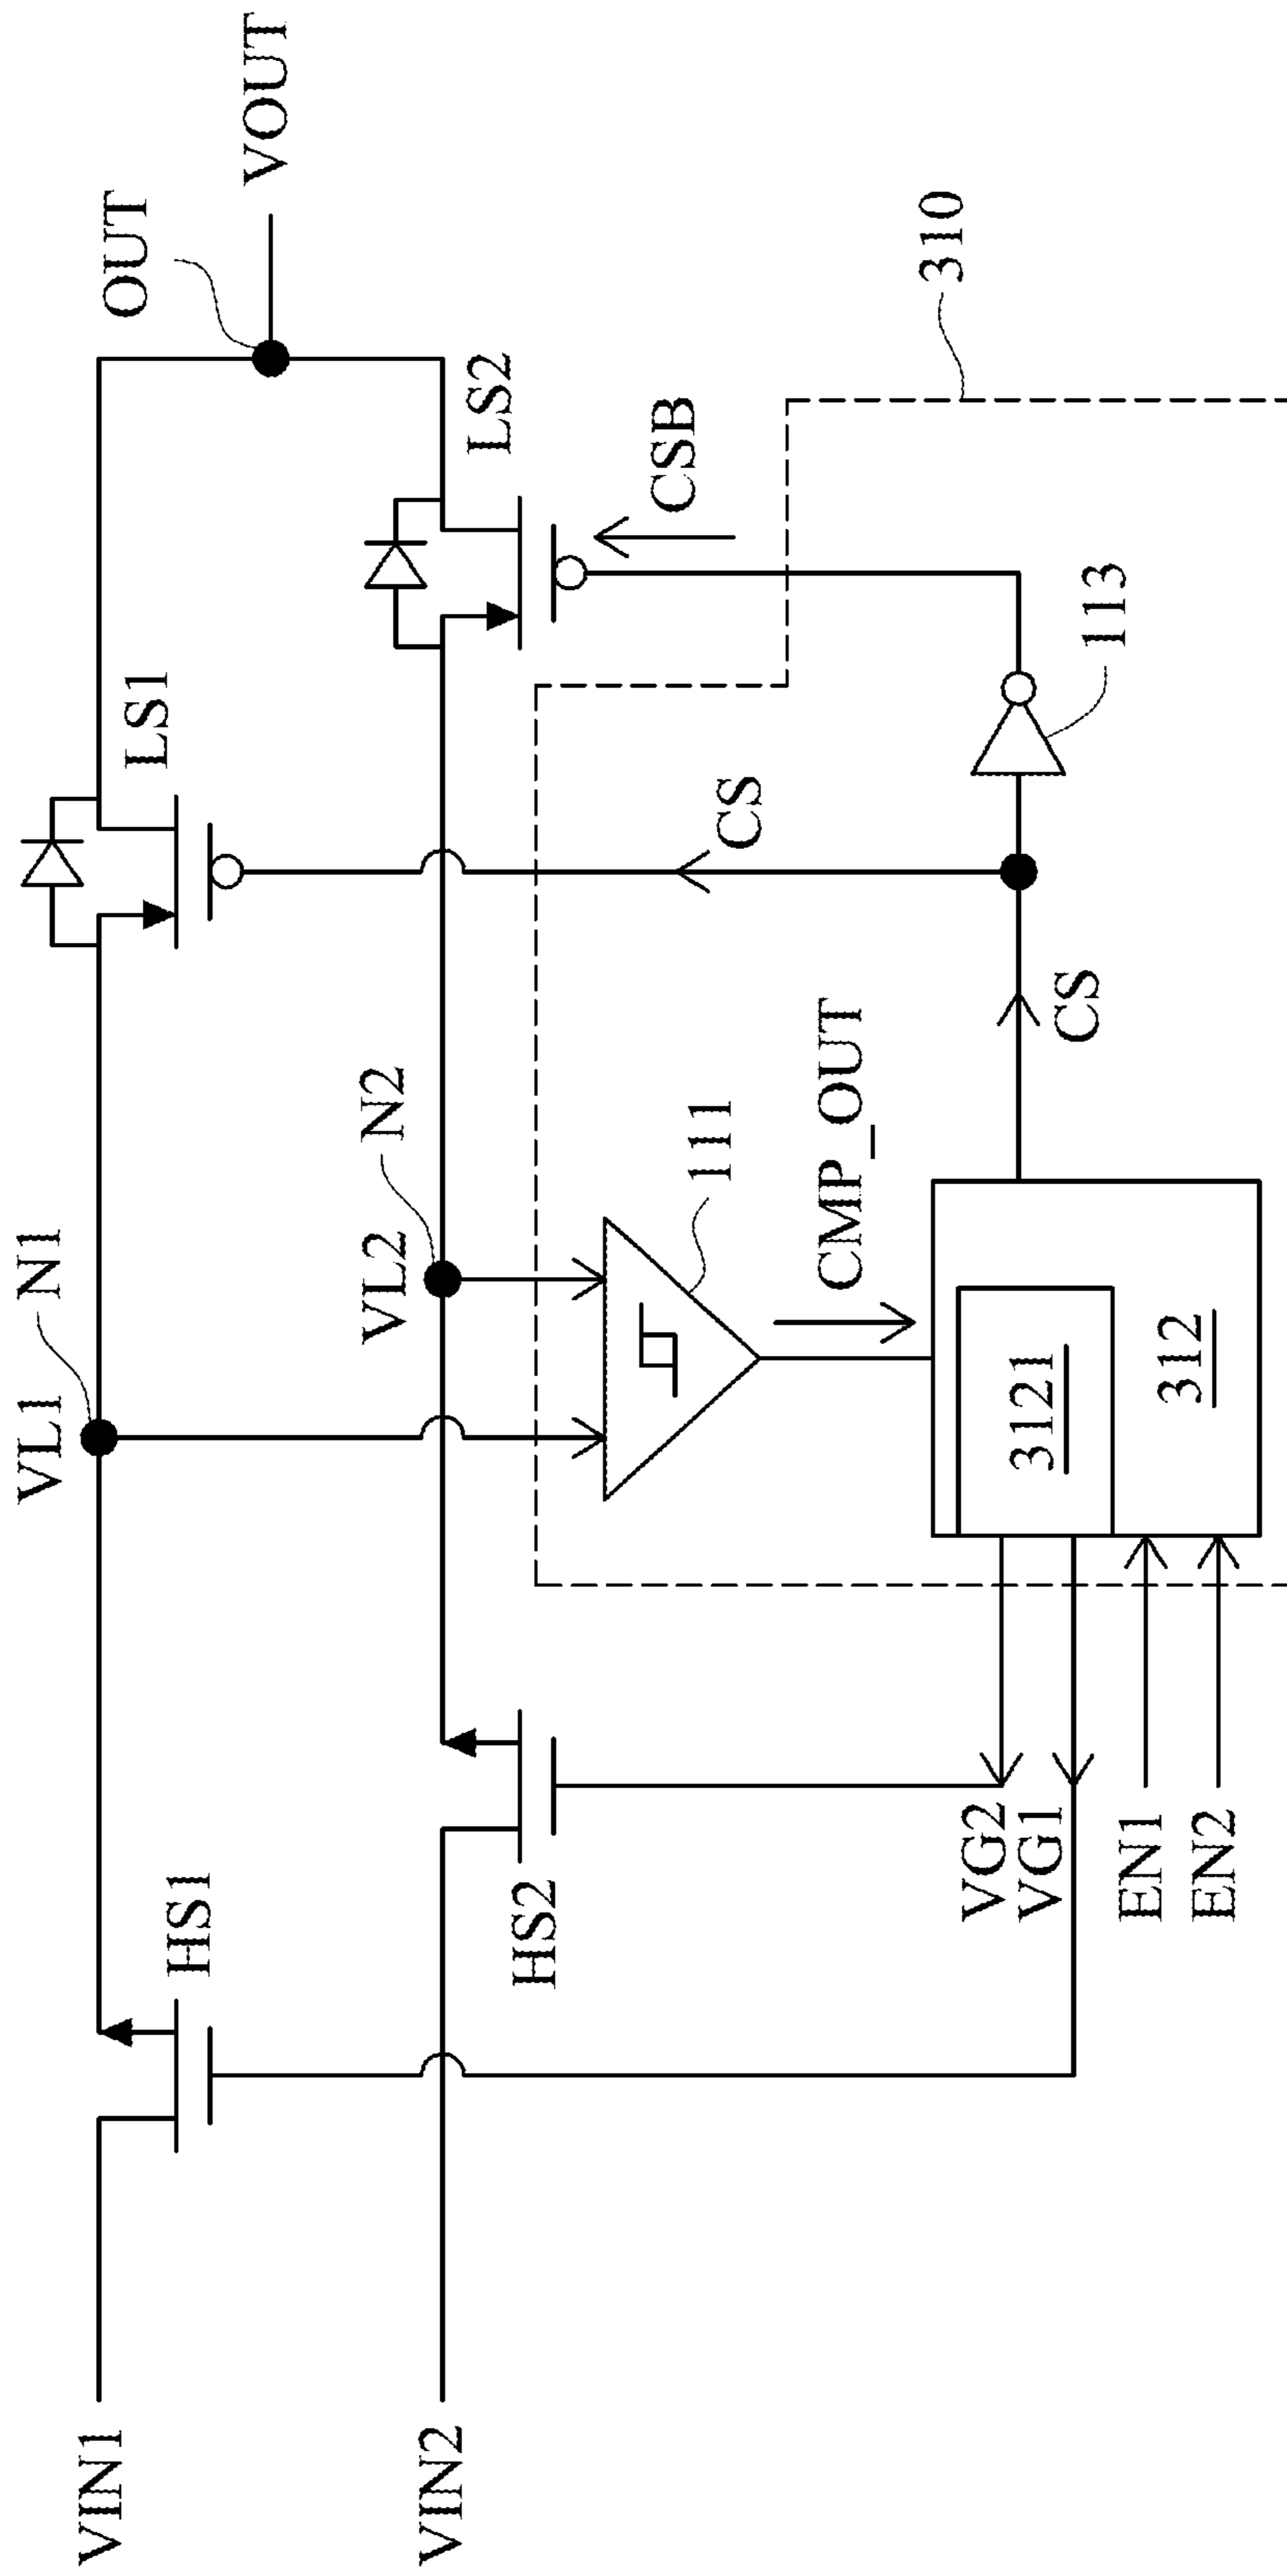 VIN1
HS1
VL1
N1
LS1
OUT
VOUT
VIN2
HS2
VL2
N2
LS2
CSB
310
111
CS
CMP_OUT
VG2
VG1
EN1
EN2
3121
312
CS
113